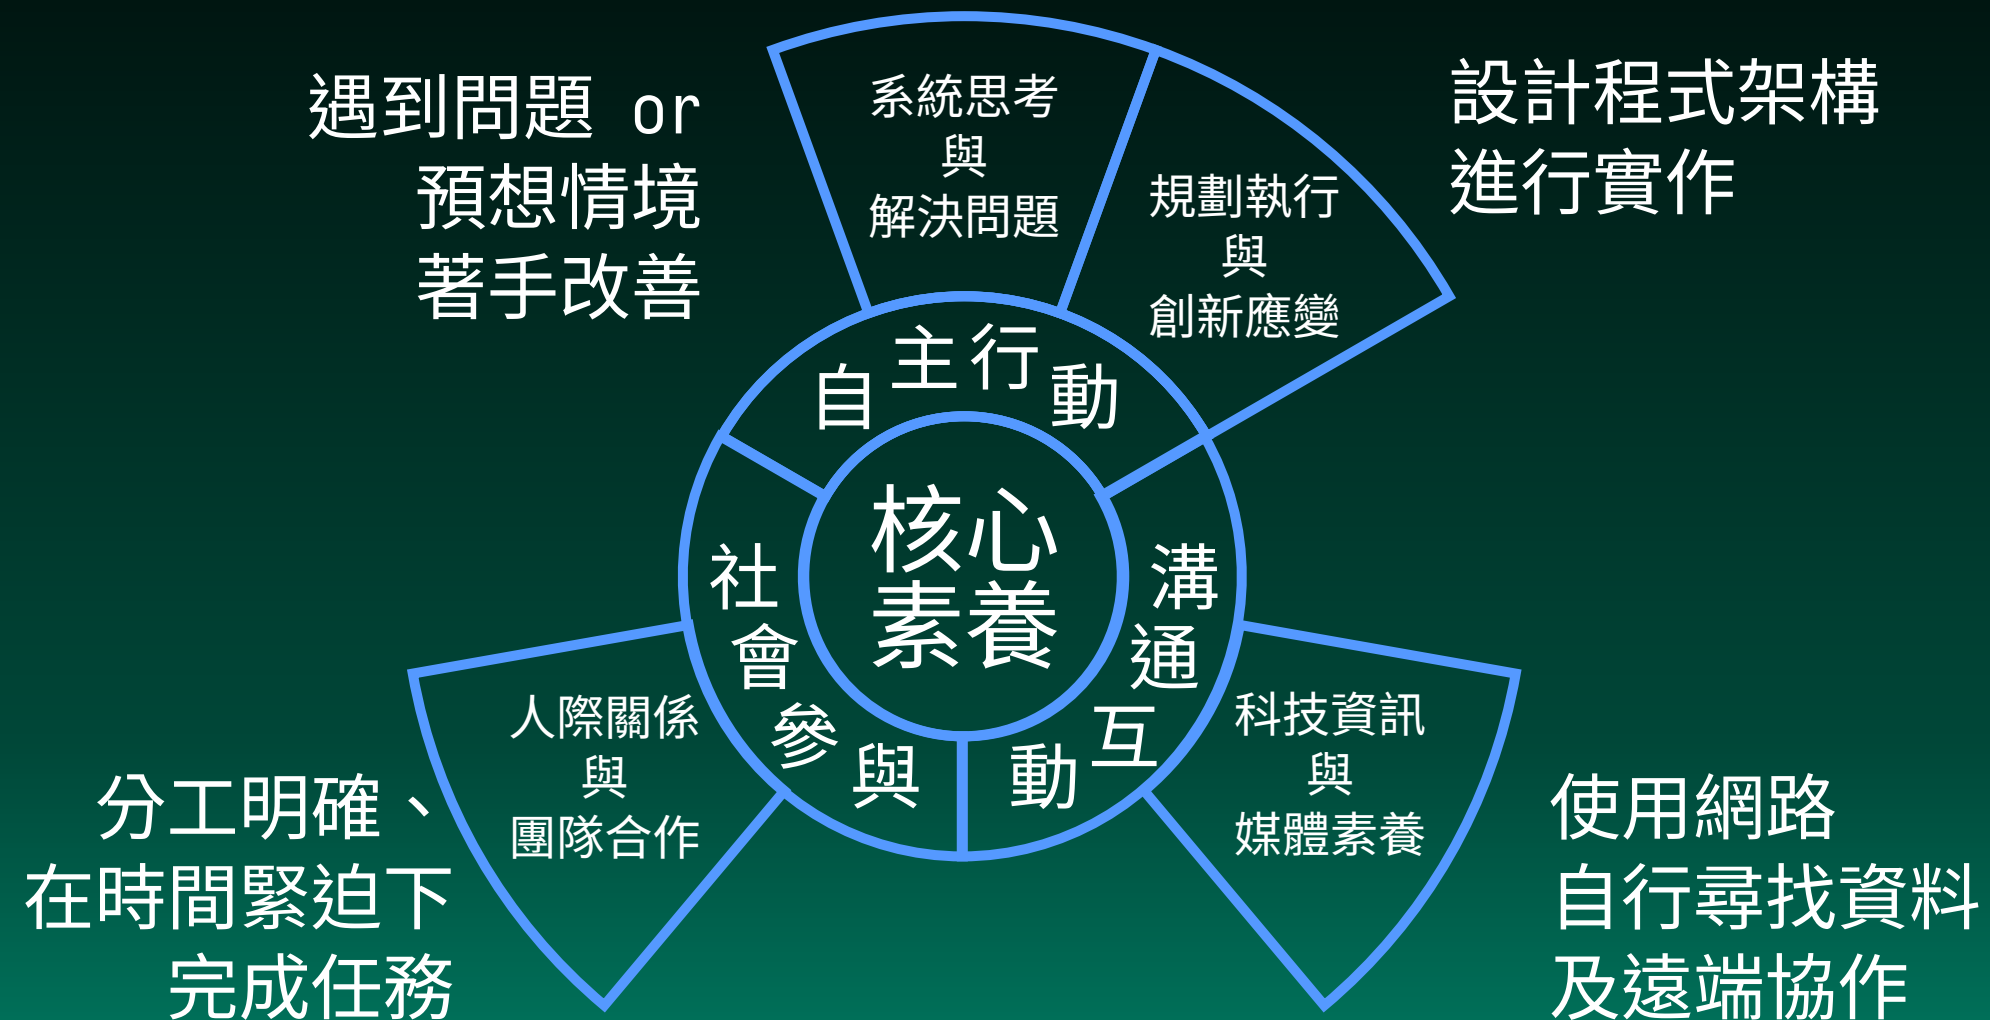 遇到問題 or
預想情境
著手改善
系統思考
與
解決問題
規劃執行
與
創新應變
設計程式架構
進行實作
自主行動
核心
素養
社會參與
溝通互動
人際關係
與
團隊合作
科技資訊
與
媒體素養
分工明確、
在時間緊迫下
完成任務
使用網路
自行尋找資料
及遠端協作